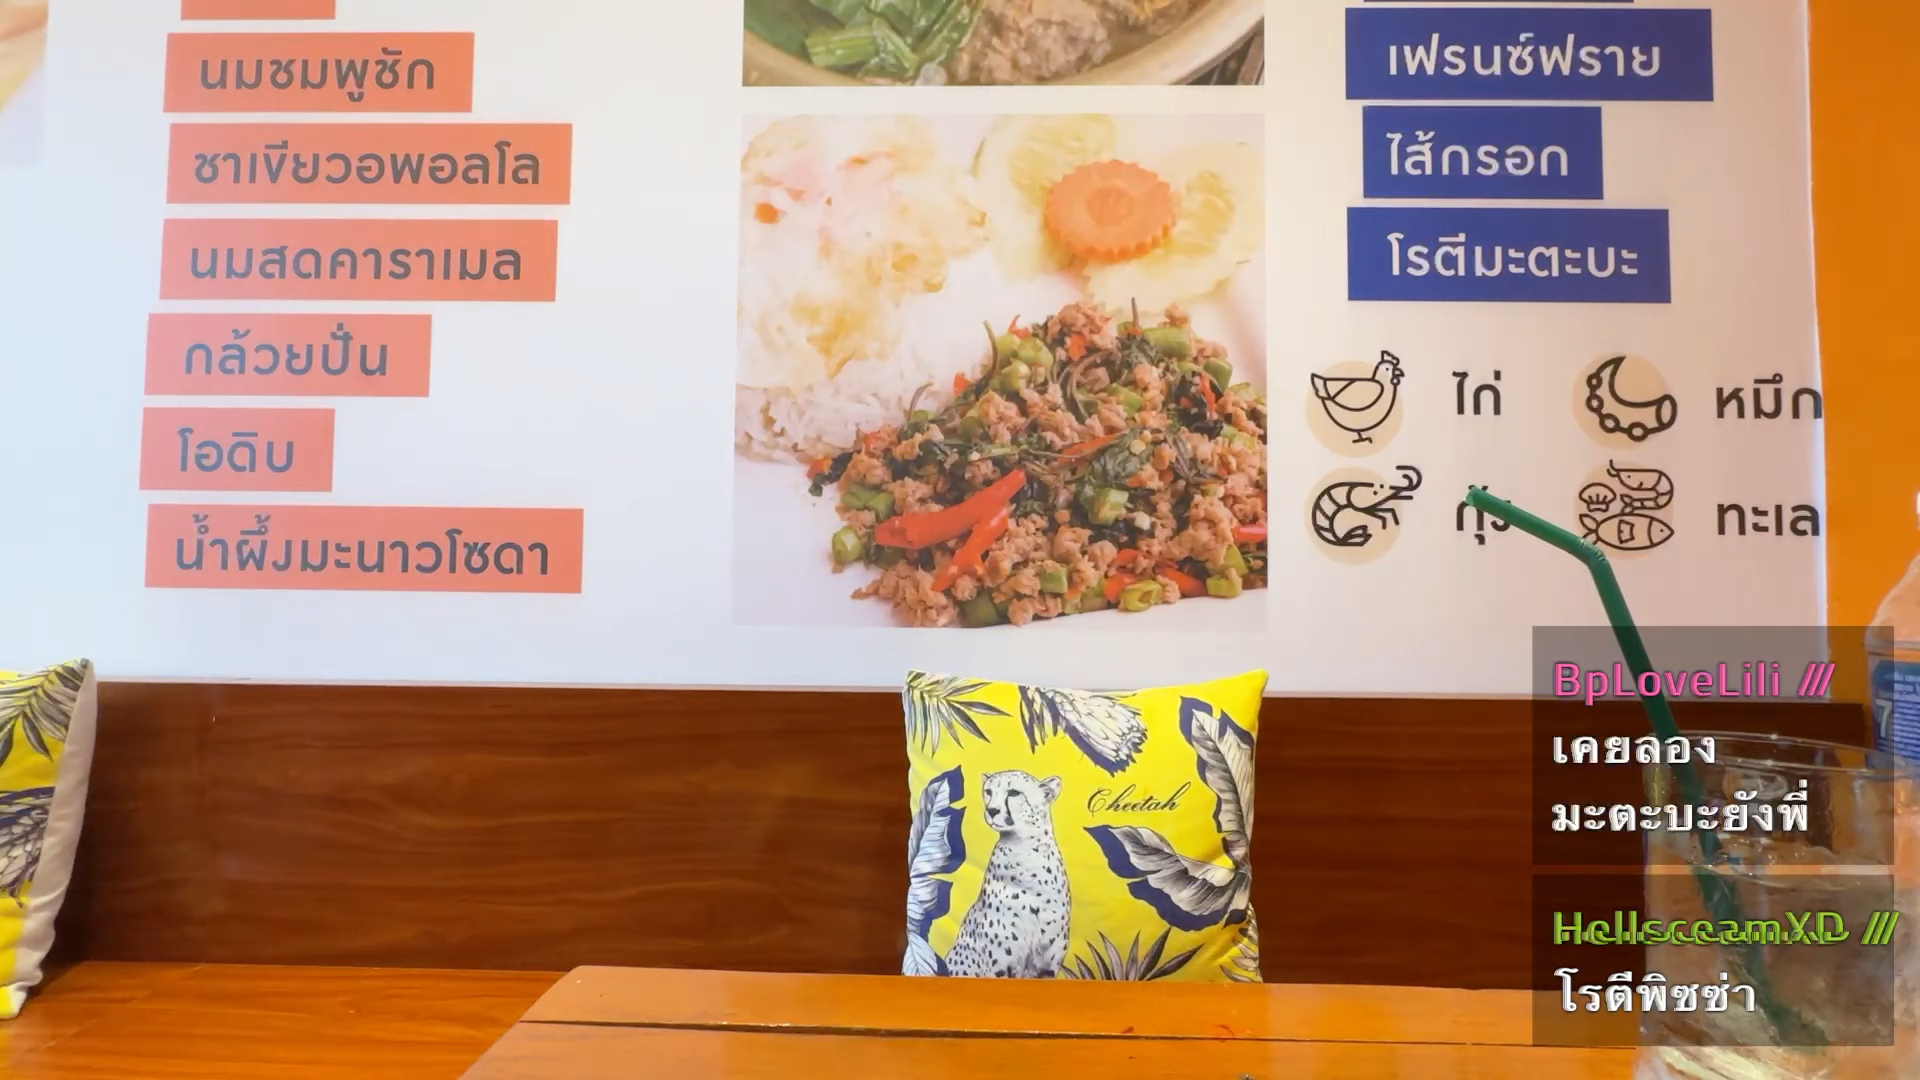 นมชมพูชัก
ชาเขียวอพอลโล
นมสดคาราเมล
กล้วยปั่น
โอดิบ
น้ำผึ้งมะนาวโซดา
เฟรนซ์ฟราย
ไส้กรอก
โรตีมะตะบะ
ไก่
หมึก
กุ้ง
ทะเล
Cheetah
7
BpLoveLili ///
เคยลอง
มะตะบะยังพี่
HellsceamXD ///
โรตีพิซซ่า